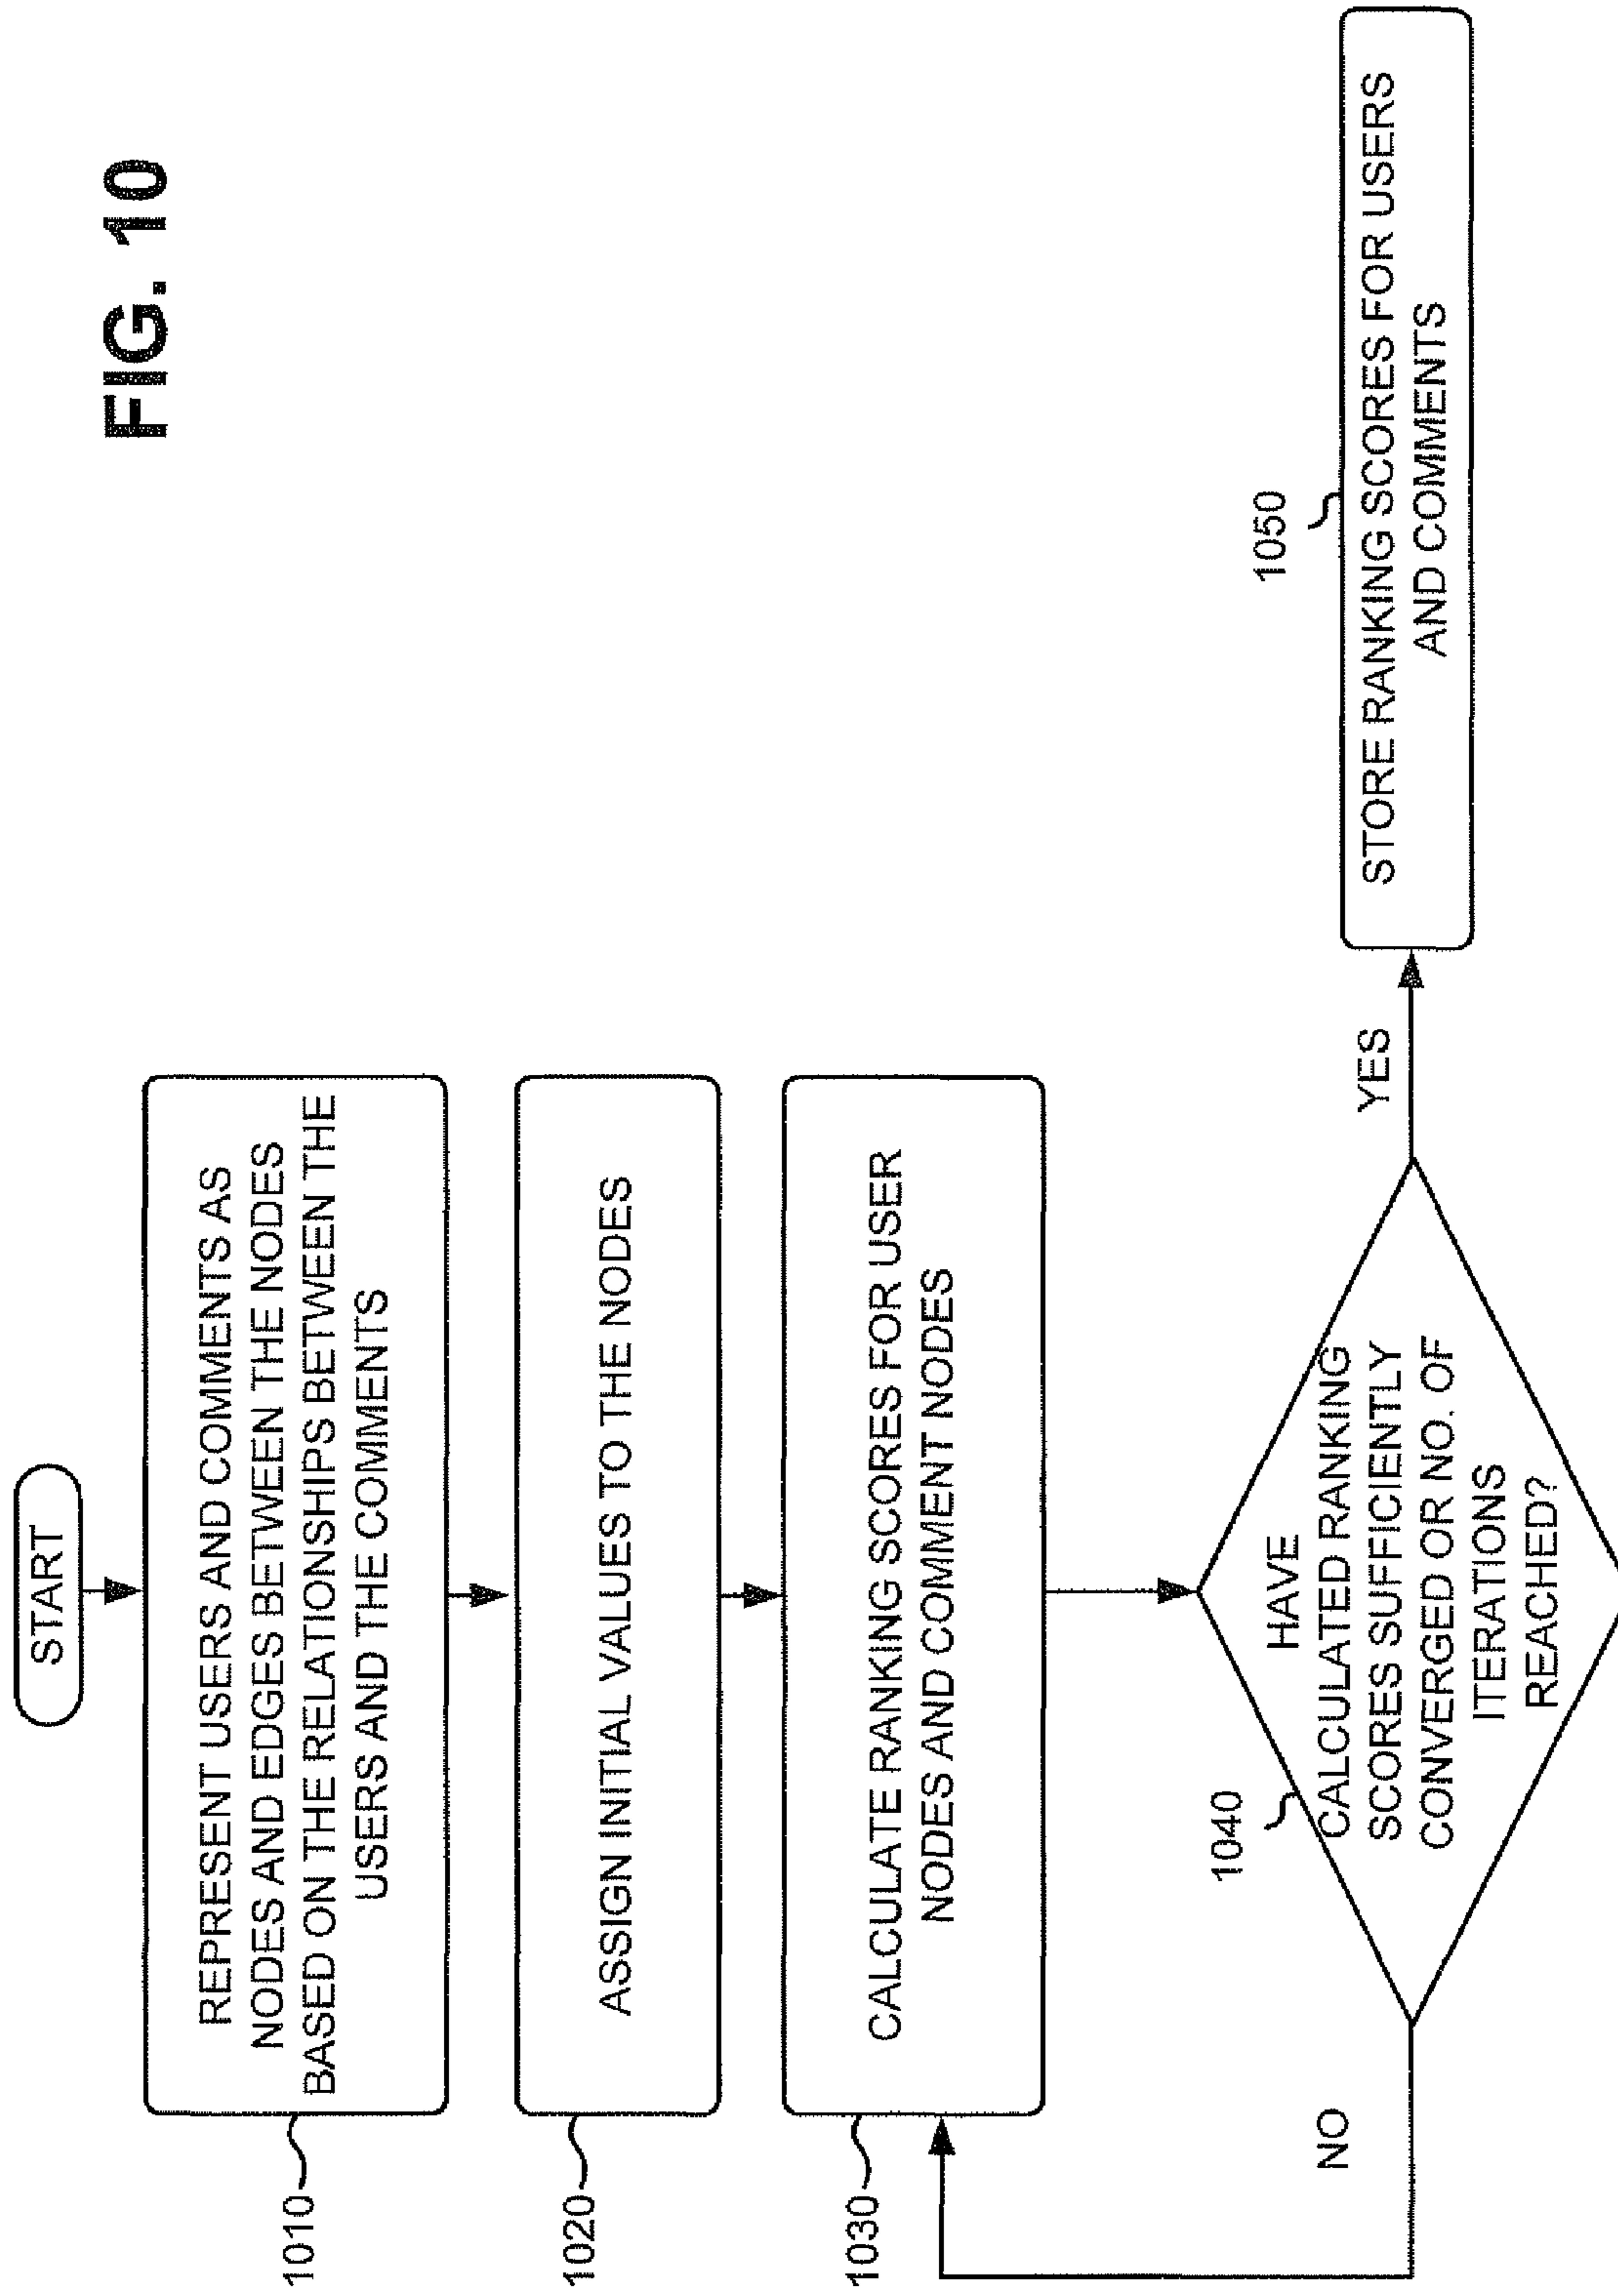 FIG. 10
START
1010
REPRESENT USERS AND COMMENTS AS
NODES AND EDGES BETWEEN THE NODES
BASED ON THE RELATIONSHIPS BETWEEN THE
USERS AND THE COMMENTS
1020
ASSIGN INITIAL VALUES TO THE NODES
1030
CALCULATE RANKING SCORES FOR USER
NODES AND COMMENT NODES
1040
HAVE
CALCULATED RANKING
SCORES SUFFICIENTLY
CONVERGED OR NO. OF
ITERATIONS
REACHED?
NO
YES
1050
STORE RANKING SCORES FOR USERS
AND COMMENTS